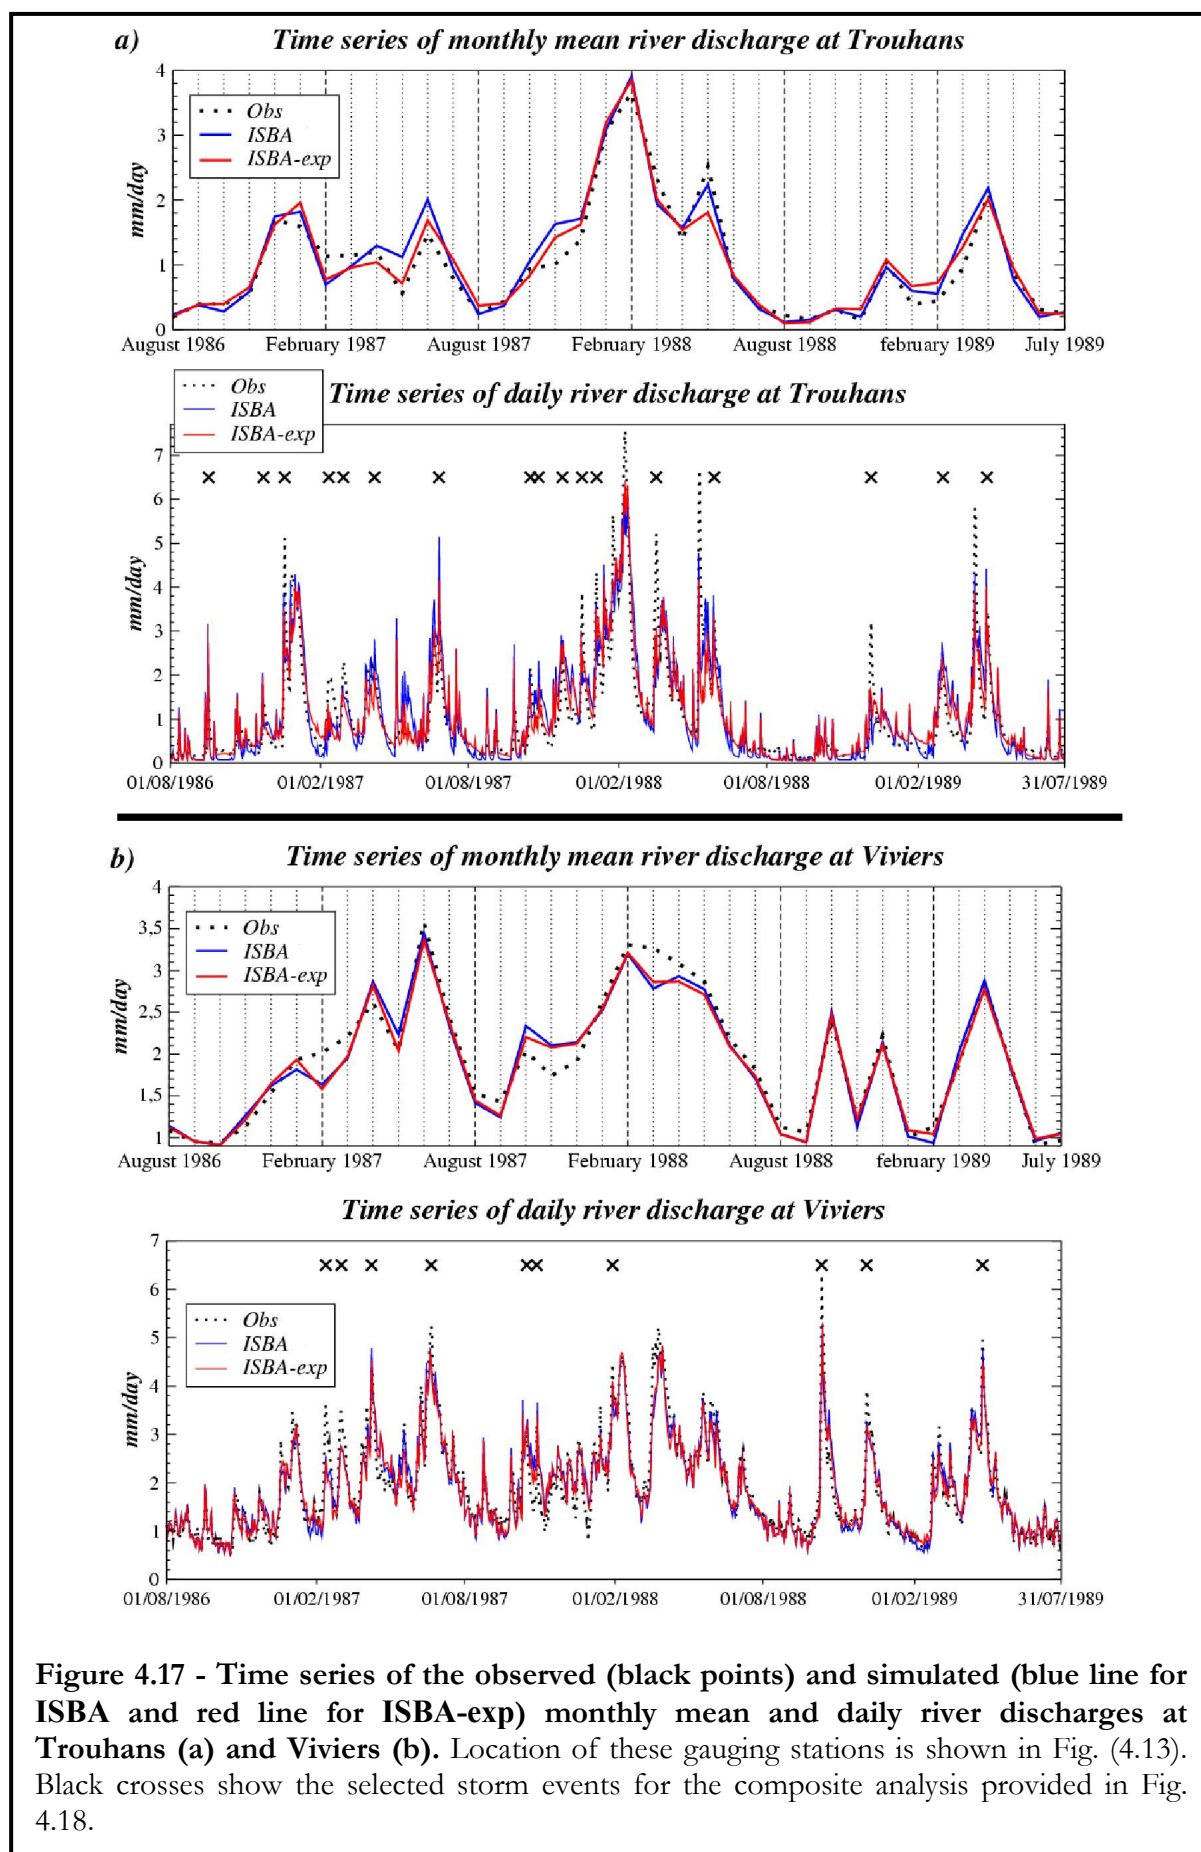 a)
Time series of monthly mean river discharge at Trouhans
4
3
2
1
0
mm/day
Obs
ISBA
ISBA-exp
August 1986 February 1987 August 1987 February 1988 August 1988 february 1989 July 1989
Time series of daily river discharge at Trouhans
Obs
ISBA
ISBA-exp
7
6
5
4
3
2
1
0
mm/day
01/08/1986 01/02/1987 01/08/1987 01/02/1988 01/08/1988 01/02/1989 31/07/1989
b)
Time series of monthly mean river discharge at Viviers
4
3.5
3
2.5
2
1.5
1
mm/day
Obs
ISBA
ISBA-exp
August 1986 February 1987 August 1987 February 1988 August 1988 february 1989 July 1989
Time series of daily river discharge at Viviers
7
6
5
4
3
2
1
0
mm/day
Obs
ISBA
ISBA-exp
01/08/1986 01/02/1987 01/08/1987 01/02/1988 01/08/1988 01/02/1989 31/07/1989
Figure 4.17 - Time series of the observed (black points) and simulated (blue line for
ISBA and red line for ISBA-exp) monthly mean and daily river discharges at
Trouhans (a) and Viviers (b). Location of these gauging stations is shown in Fig. (4.13).
Black crosses show the selected storm events for the composite analysis provided in Fig.
4.18.